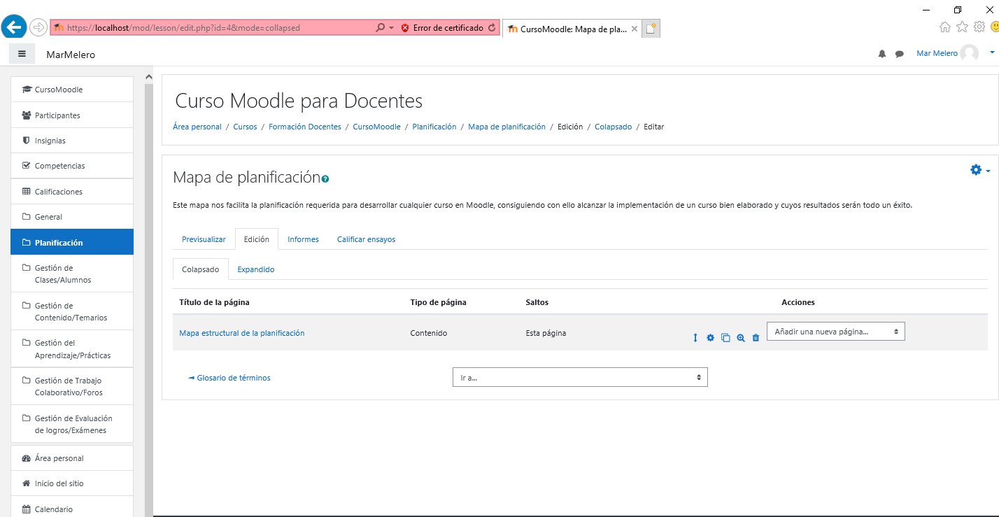 https://localhost/mod/lesson/edit.php?id=4&mode=collapsed
Error de certificado
CursoMoodle: Mapa de pla...
MarMelero
Mar Melero
CursoMoodle
Participantes
Insignias
Competencias
Calificaciones
General
Planificación
Gestión de
Clases/Alumnos
Gestión de
Contenido/Temarios
Gestión del
Aprendizaje/Prácticas
Gestión de Trabajo
Colaborativo/Foros
Gestión de Evaluación
de logros/Exámenes
Área personal
Inicio del sitio
Calendario
Curso Moodle para Docentes
Área personal / Cursos / Formación Docentes / CursoMoodle / Planificación / Mapa de planificación / Edición / Colapsado / Editar
Mapa de planificación
Este mapa nos facilita la planificación requerida para desarrollar cualquier curso en Moodle, consiguiendo con ello alcanzar la implementación de un curso bien elaborado y cuyos resultados serán todo un éxito.
Previsualizar Edición Informes Calificar ensayos
Colapsado Expandido
Título de la página Tipo de página Saltos Acciones
Mapa estructural de la planificación Contenido Esta página Añadir una nueva página...
◄ Glosario de términos Ir a...